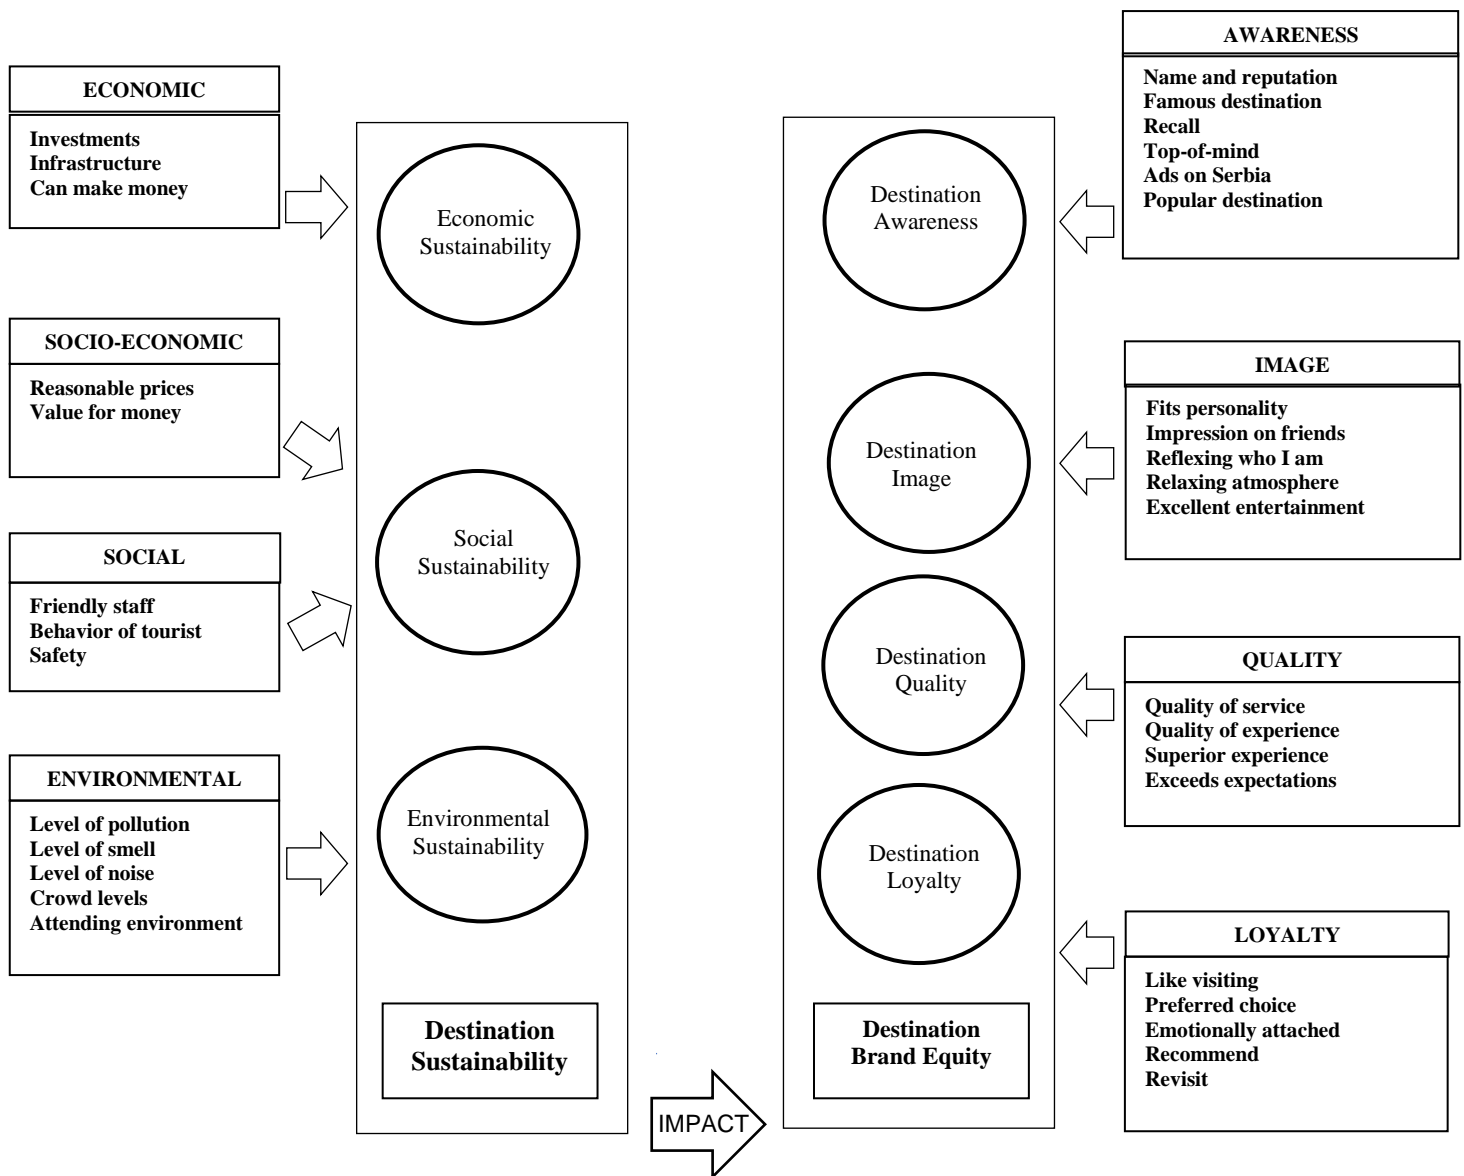 ECONOMIC
Investments
Infrastructure
Can make money
SOCIO-ECONOMIC
Reasonable prices
Value for money
SOCIAL
Friendly staff
Behavior of tourist
Safety
ENVIRONMENTAL
Level of pollution
Level of smell
Level of noise
Crowd levels
Attending environment
Economic
Sustainability
Social
Sustainability
Environmental
Sustainability
Destination
Sustainability
IMPACT
Destination
Awareness
Destination
Image
Destination
Quality
Destination
Loyalty
Destination
Brand Equity
AWARENESS
Name and reputation
Famous destination
Recall
Top-of-mind
Ads on Serbia
Popular destination
IMAGE
Fits personality
Impression on friends
Reflexing who I am
Relaxing atmosphere
Excellent entertainment
QUALITY
Quality of service
Quality of experience
Superior experience
Exceeds expectations
LOYALTY
Like visiting
Preferred choice
Emotionally attached
Recommend
Revisit